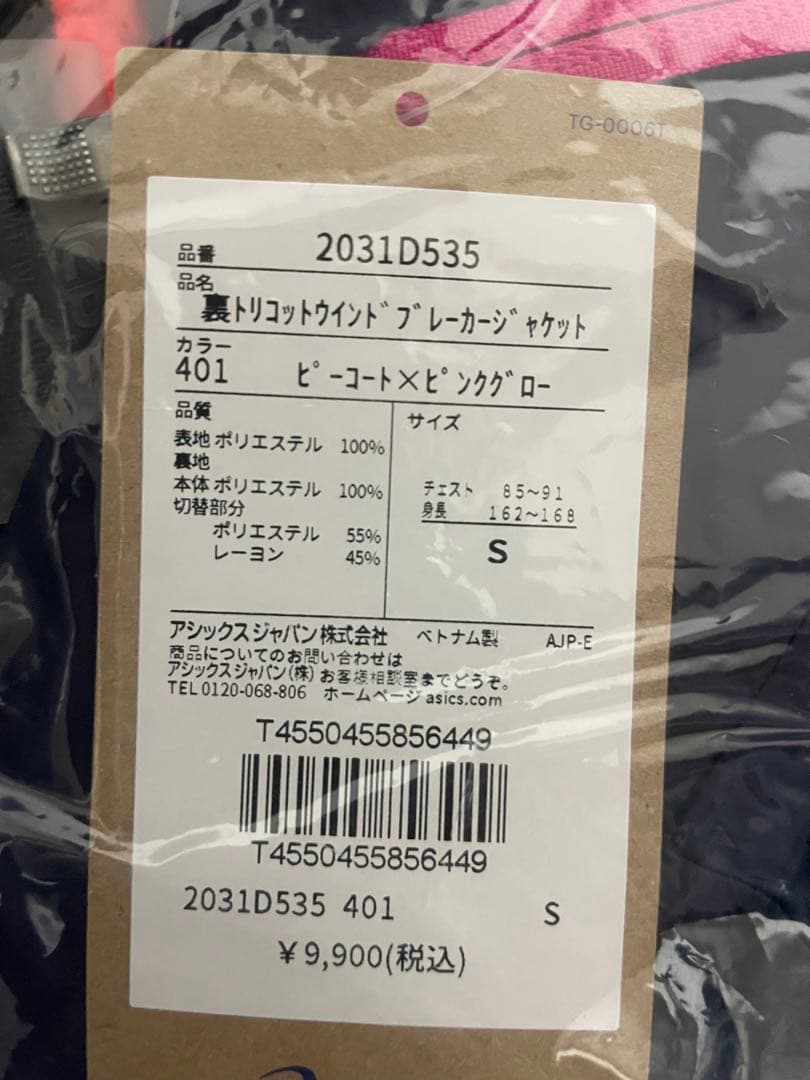 TG-0006T
品番 2031D535
品名
裏トリコットウインドブレーカージャケット
カラー
401 ピーコート×ピンクグロー
品質
表地 ポリエステル 100%
裏地
本体 ポリエステル 100%
切替部分
ポリエステル 55%
レーヨン 45%
サイズ
チェスト 85~91
身長 162~168
S
アシックスジャパン株式会社 ベトナム製 AJP-E
商品についてのお問い合わせは
アシックスジャパン(株)お客様相談室までどうぞ。
TEL 0120-068-806 ホームページ asics.com
T4550455856449
T4550455856449
2031D535 401 S
¥9,900(税込)